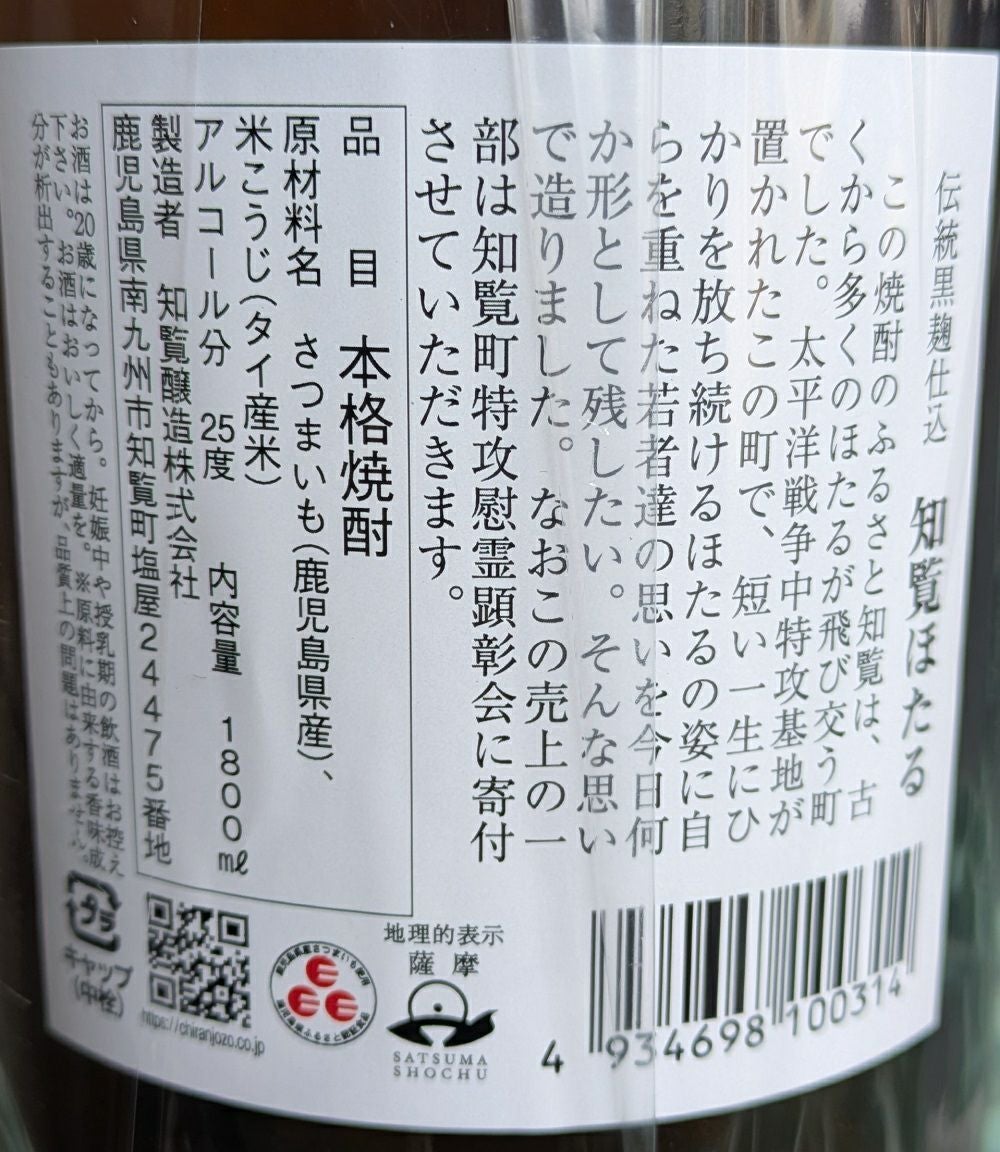 伝統黒麹仕込 知覧ほたる
この焼酎のふるさと知覧は、古
くから多くのほたるが飛び交う町
でした。太平洋戦争中特攻基地が
置かれたこの町で、短い一生にひ
かりを放ち続けるほたるの姿に自
らを重ねた若者達の思いを今日何
か形として残したい。そんな思い
で造りました。なおこの売上の一
部は知覧町特攻慰霊顕彰会に寄付
させていただきます。
品目 本格焼酎
原材料名 さつまいも(鹿児島県産)、
米こうじ(タイ産米)
アルコール分 25度 内容量 1800㎖
製造者 知覧醸造株式会社
鹿児島県南九州市知覧町塩屋24475番地
お酒は20歳になってから。妊娠中や授乳期の飲酒はお控え
下さい。お酒はおいしく適量を。※原料に由来する香味成
分が析出することもありますが、品質上の問題はありません。
プラ
キャップ
(中栓)
https://chiranjozo.co.jp
地理的表示
薩摩
SATSUMA
SHOCHU
4 934698 100314